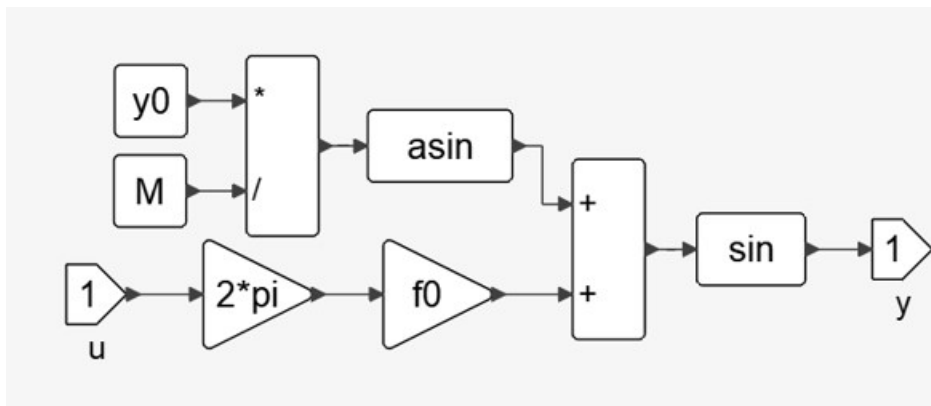 y0
*
M
/
asin
+
1
u
2*pi
f0
+
sin
1
y